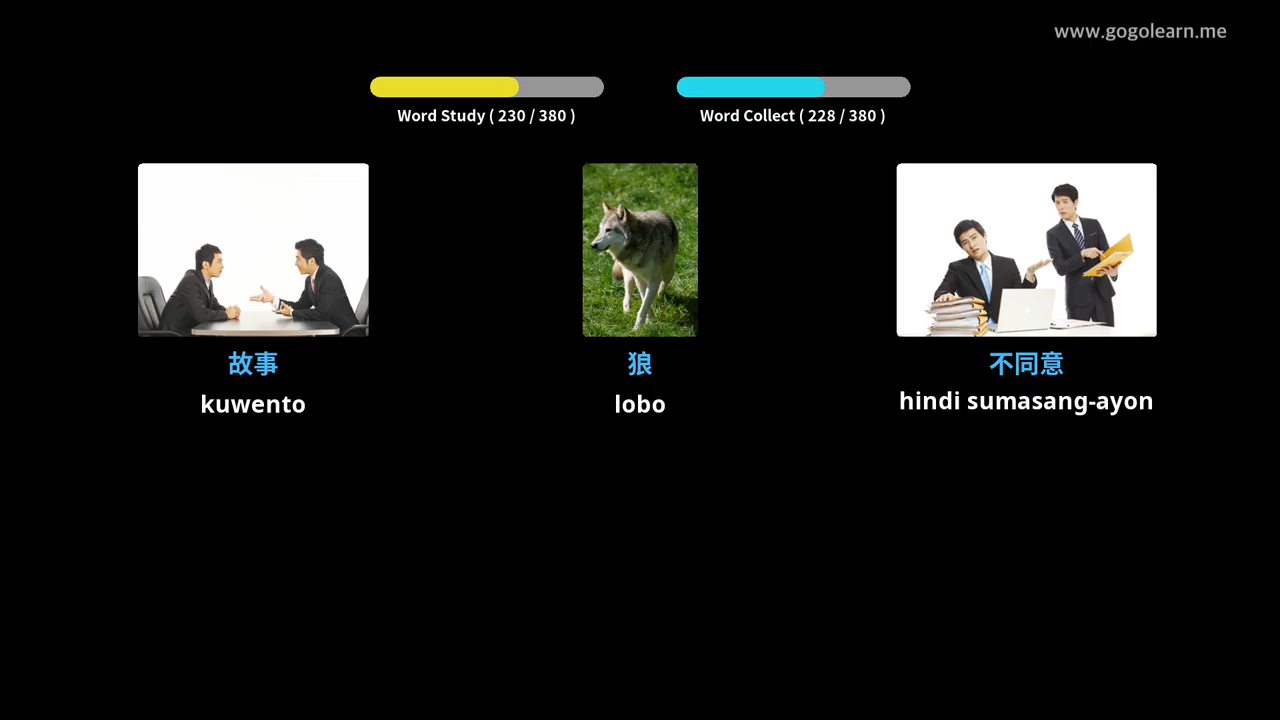 www.gogolearn.me
Word Study ( 230 / 380 )
Word Collect ( 228 / 380 )
故事
狼
不同意
kuwento
lobo
hindi sumasang-ayon